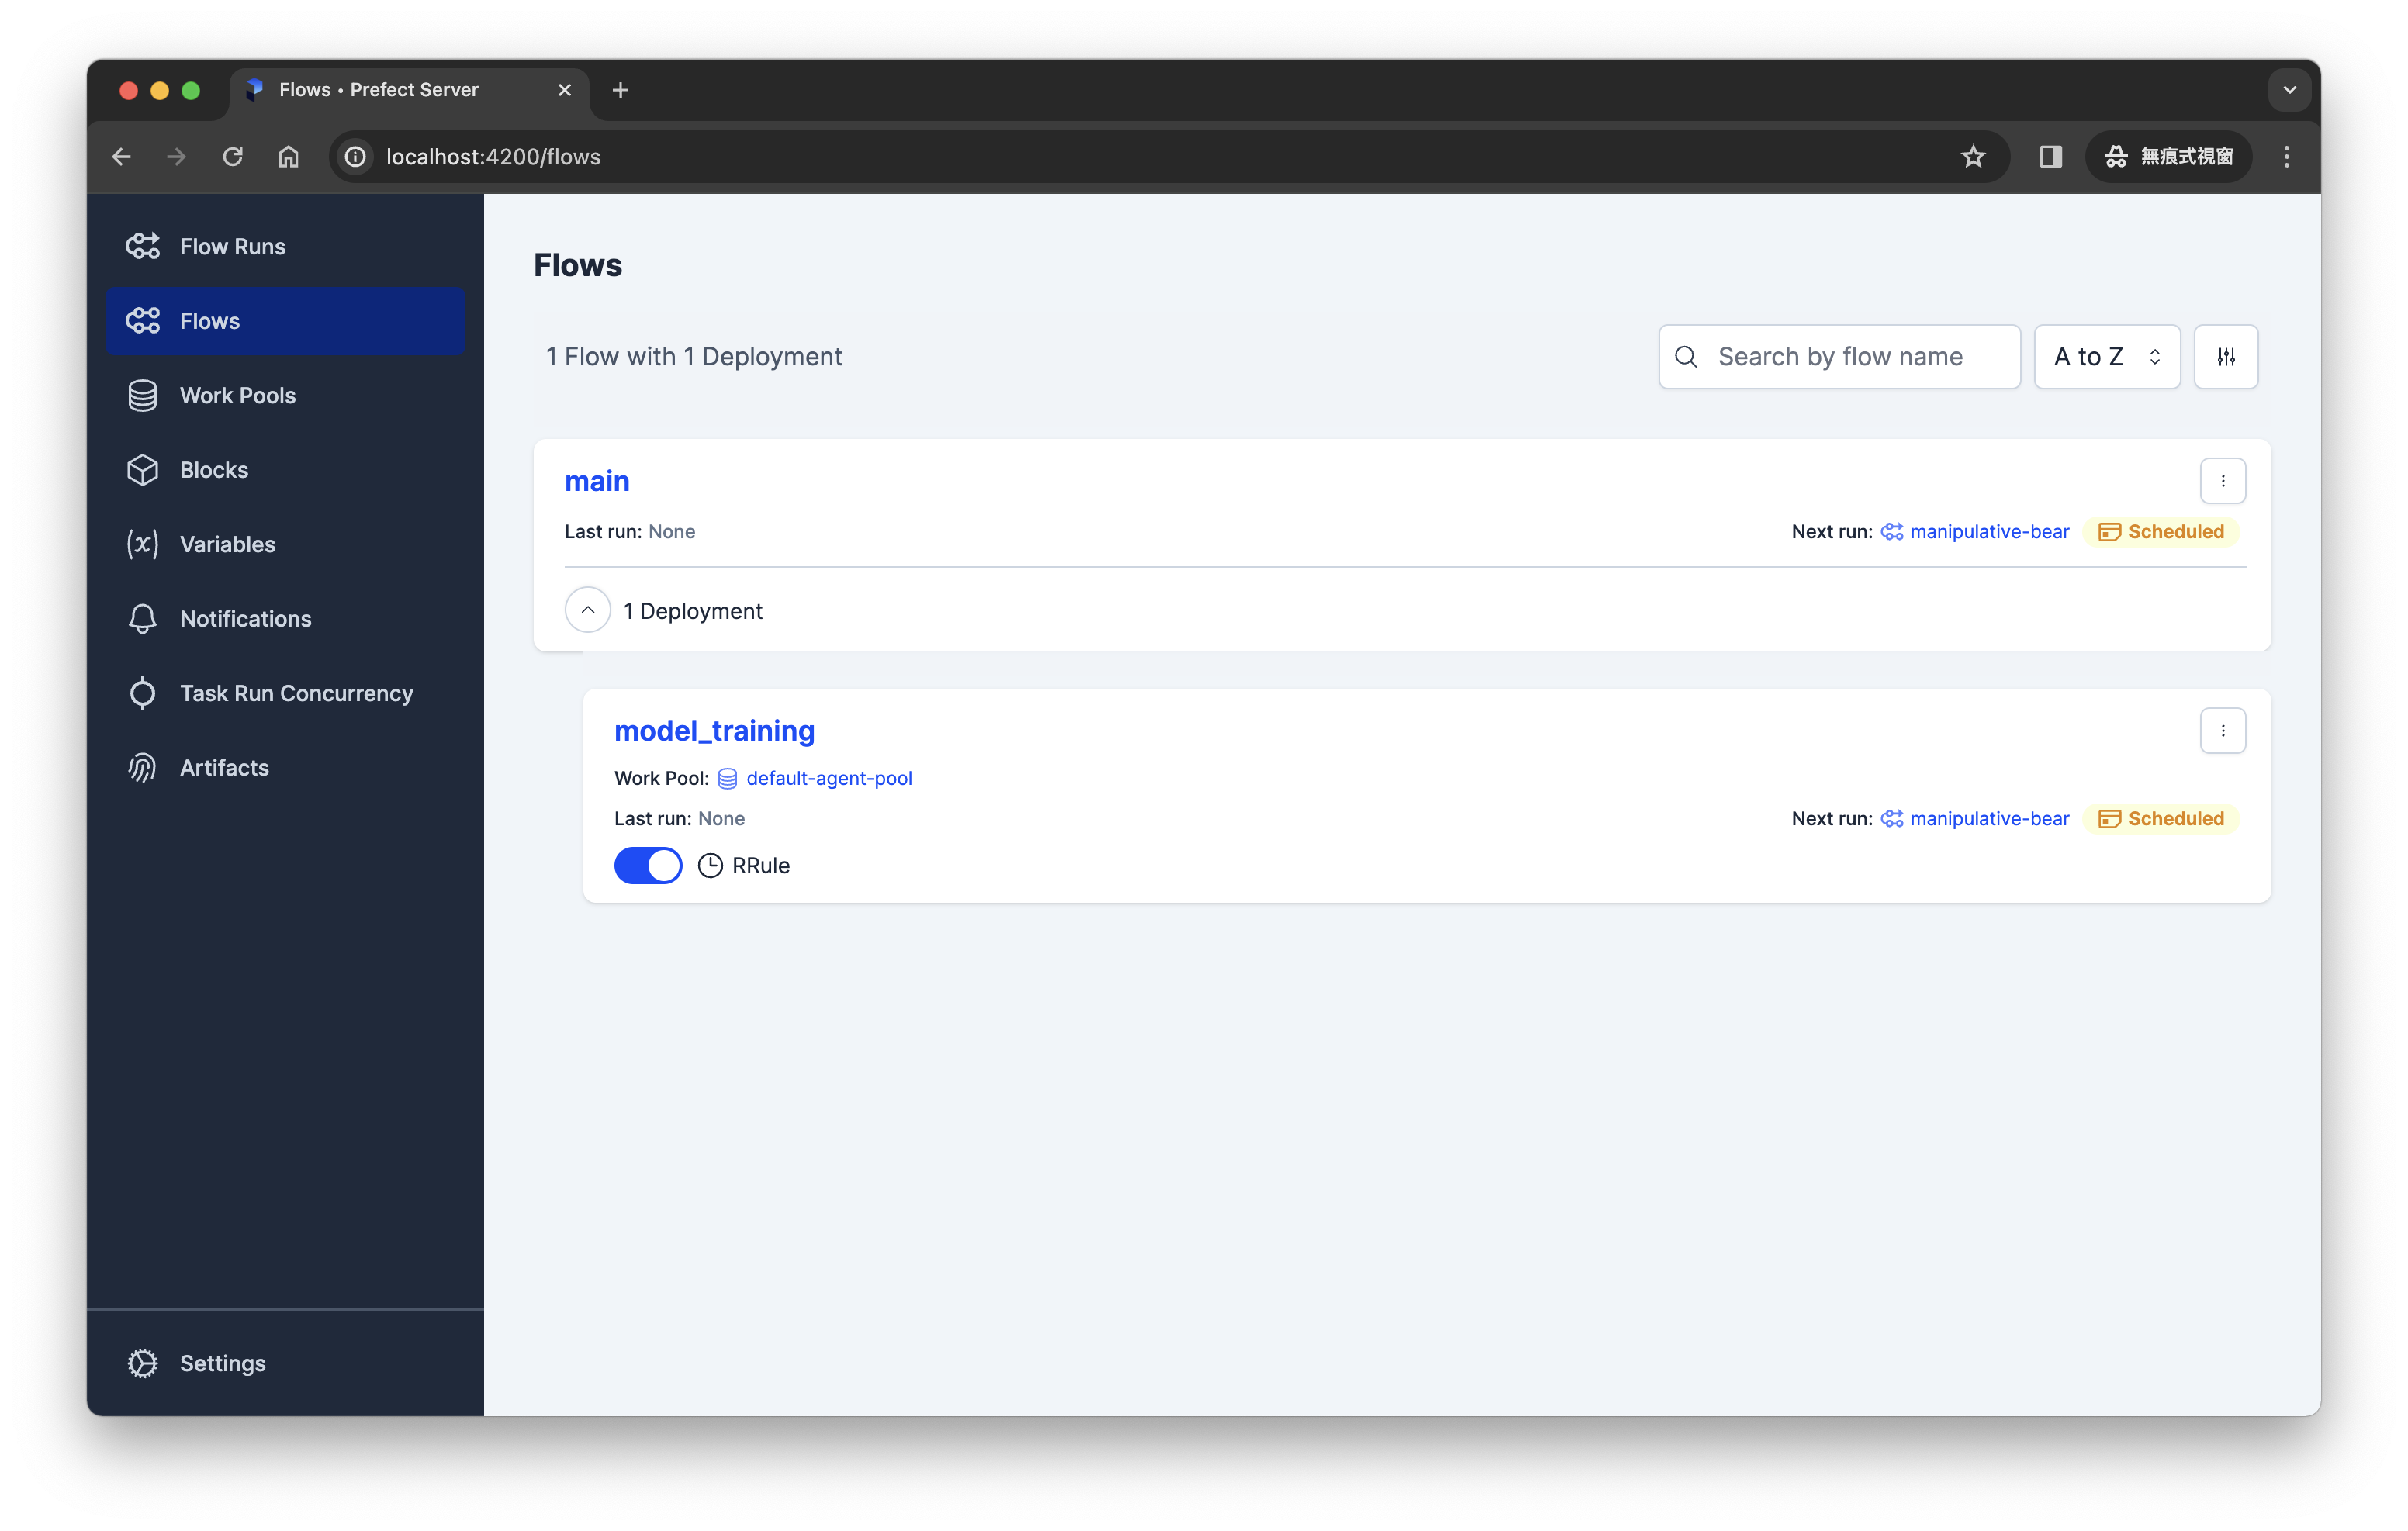 Flows • Prefect Server
localhost:4200/flows
無痕式視窗
Flow Runs
Flows
Work Pools
Blocks
Variables
Notifications
Task Run Concurrency
Artifacts
Settings
Flows
1 Flow with 1 Deployment
Search by flow name
A to Z
main
Last run: None
Next run: manipulative-bear Scheduled
1 Deployment
model_training
Work Pool: default-agent-pool
Last run: None
Next run: manipulative-bear Scheduled
RRule